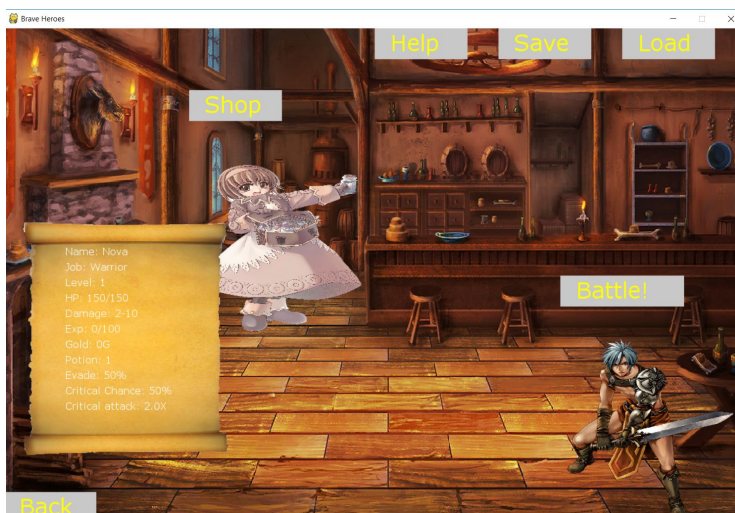 Brave Heroes
Help
Save
Load
Shop
Name: Nova
Job: Warrior
Level: 1
HP: 150/150
Damage: 2-10
Exp: 0/100
Gold: 0G
Potion: 1
Evade: 50%
Critical Chance: 50%
Critical attack: 2.0X
Battle!
Back